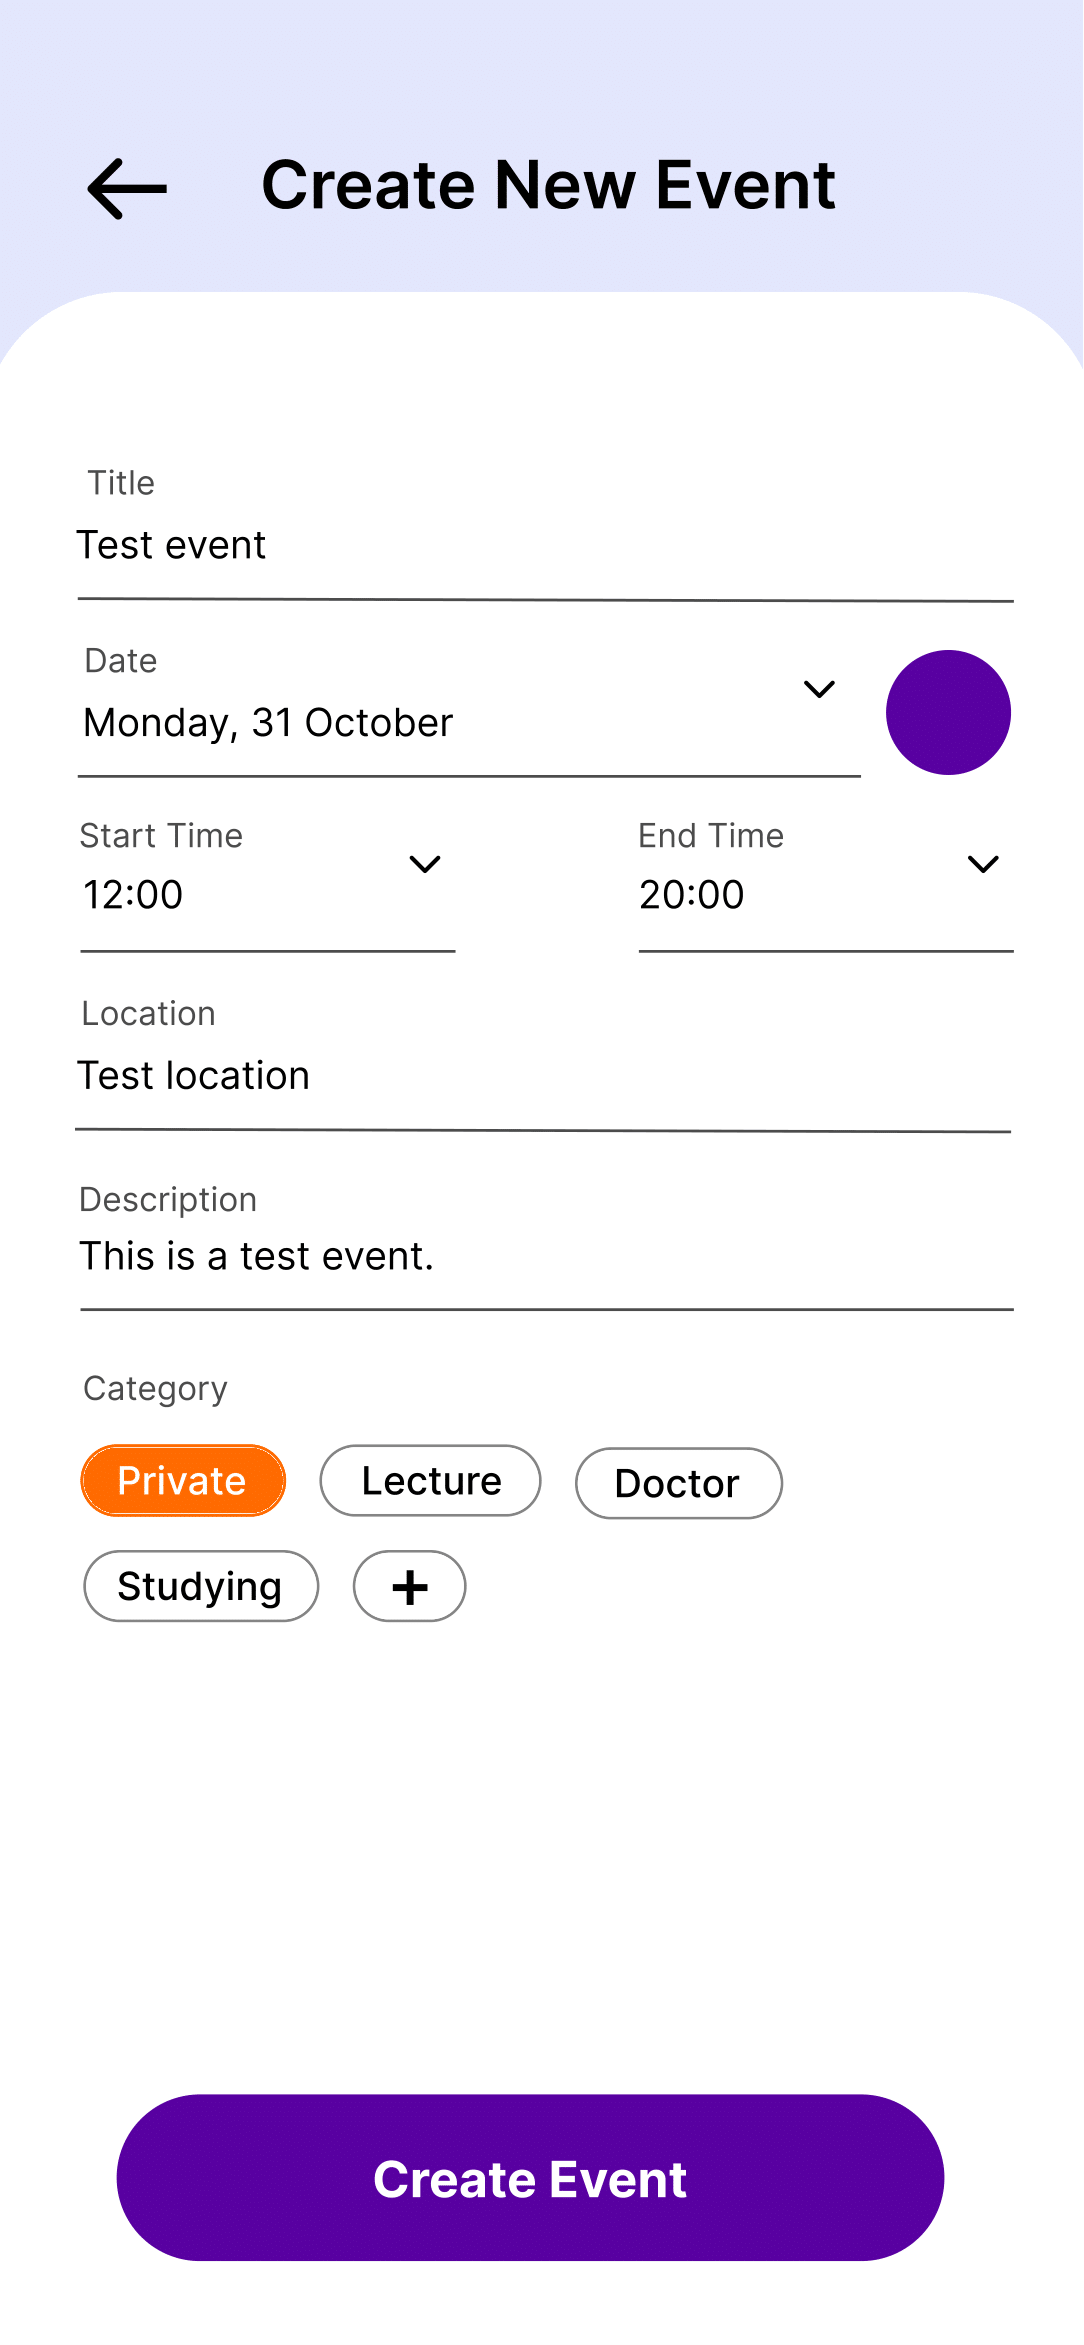 Create New Event
Title
Test event
Date
Monday, 31 October
Start Time End Time
12:00 20:00
Location
Test location
Description
This is a test event.
Category
Private Lecture Doctor
Studying +
Create Event